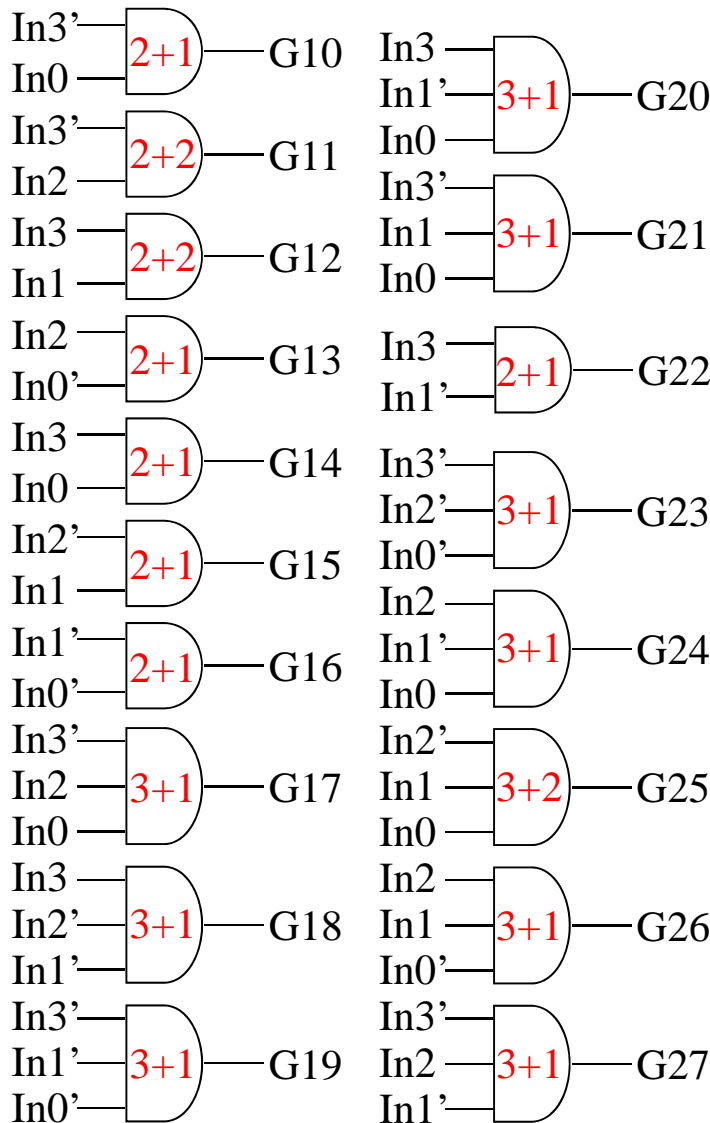 In3’
In0
2+1
G10
In3’
In2
2+2
G11
In3
In1
2+2
G12
In2
In0’
2+1
G13
In3
In0
2+1
G14
In2’
In1
2+1
G15
In1’
In0’
2+1
G16
In3’
In2
In0
3+1
G17
In3
In2’
In1’
3+1
G18
In3’
In1’
In0’
3+1
G19
In3
In1’
In0
3+1
G20
In3’
In1
In0
3+1
G21
In3
In1’
2+1
G22
In3’
In2’
In0’
3+1
G23
In2
In1’
In0
3+1
G24
In2’
In1
In0
3+2
G25
In2
In1
In0’
3+1
G26
In3’
In2
In1’
3+1
G27